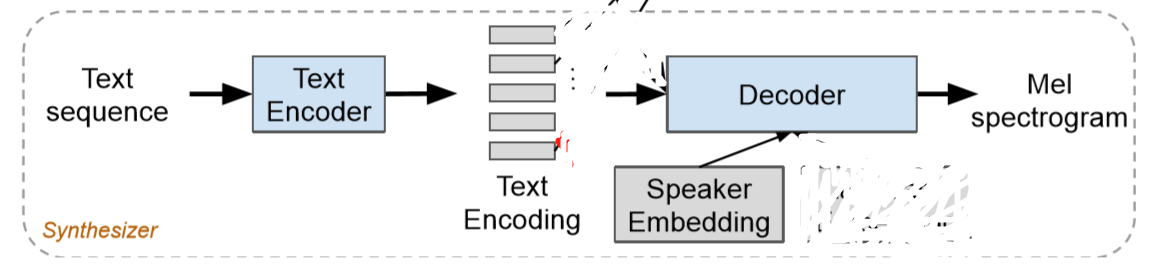 Text
sequence
Text
Encoder
Text
Encoding
Decoder
Speaker
Embedding
Mel
spectrogram
Synthesizer